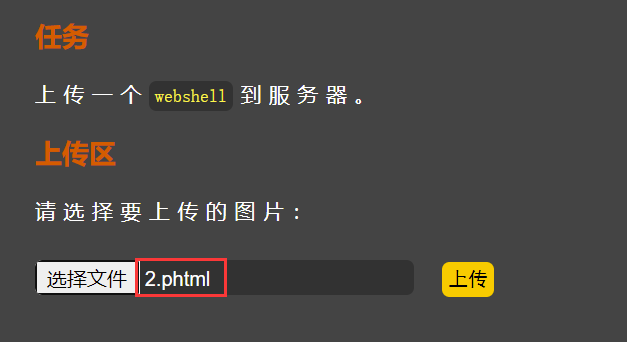 任务
上传一个 webshell 到服务器。
上传区
请选择要上传的图片：
选择文件 2.phtml 上传